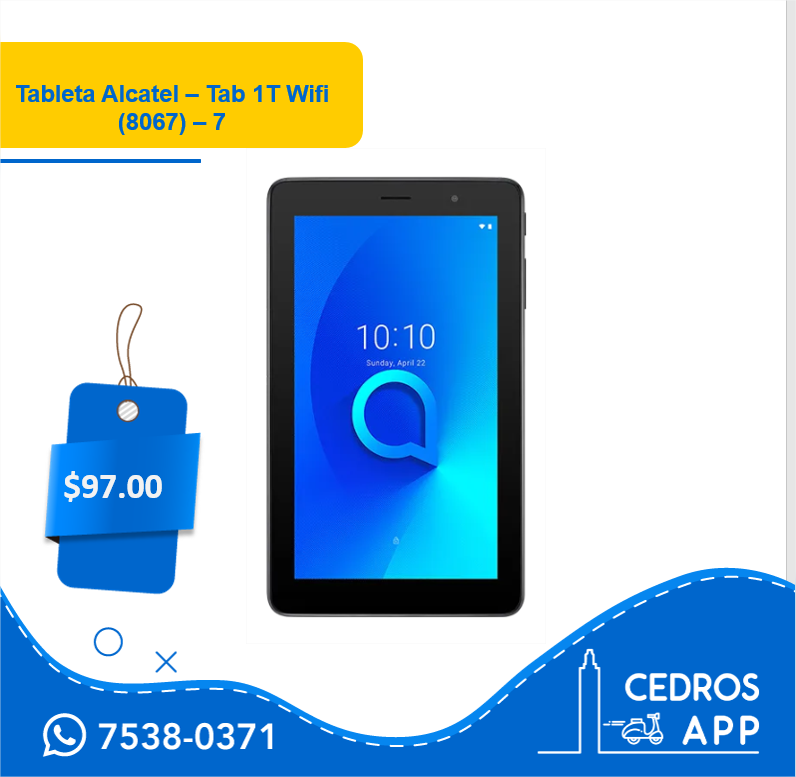 Tableta Alcatel – Tab 1T Wifi
(8067) – 7
10:10
Sunday, April 22
$97.00
CEDROS
APP
7538-0371